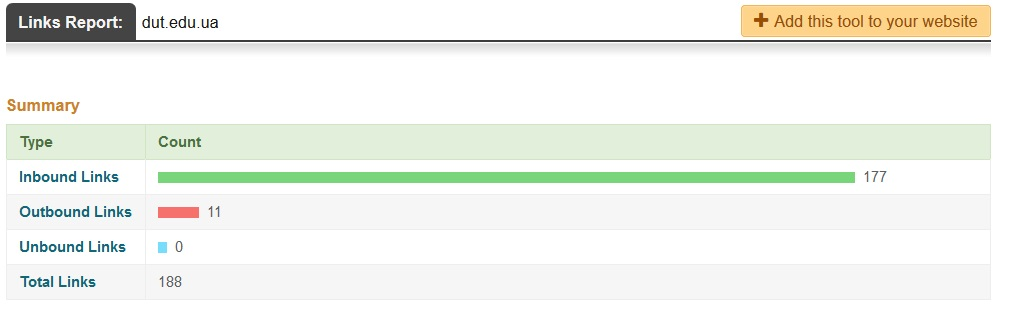 Links Report: dut.edu.ua
+ Add this tool to your website
Summary
Type Count
Inbound Links 177
Outbound Links 11
Unbound Links 0
Total Links 188